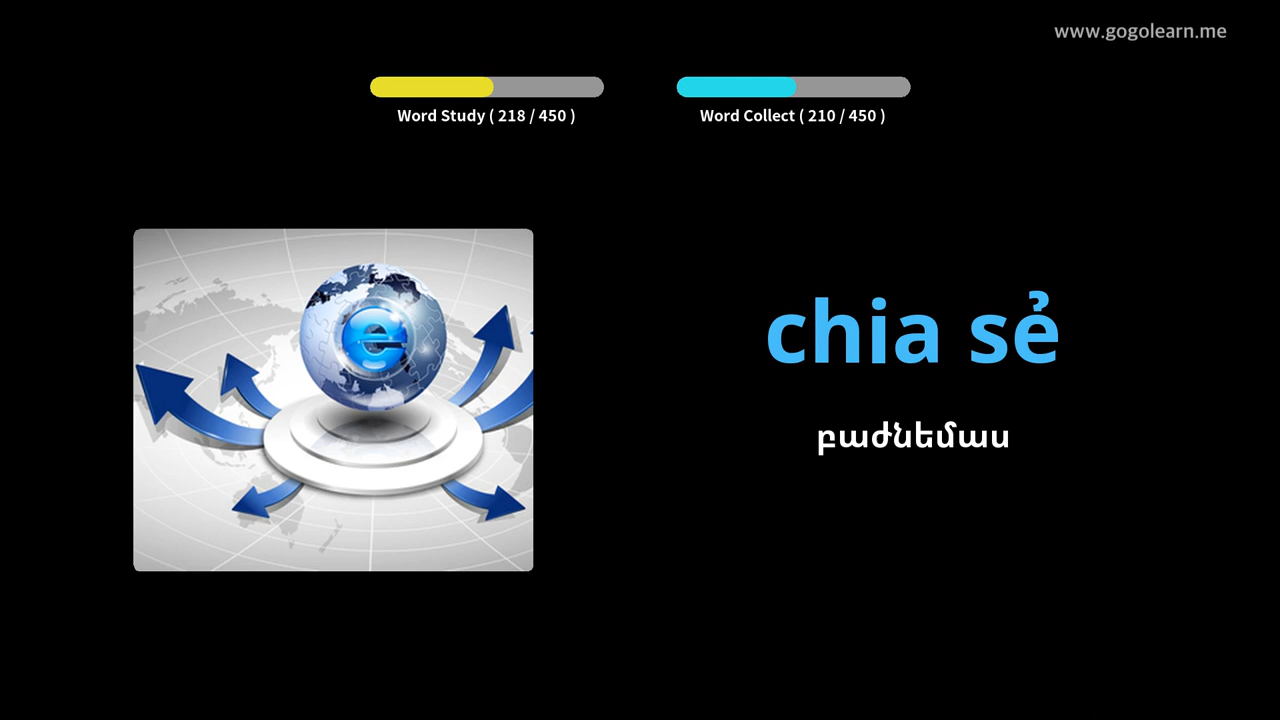 www.gogolearn.me
Word Study ( 218 / 450 )
Word Collect ( 210 / 450 )
e
chia sẻ
բաժնեմաս